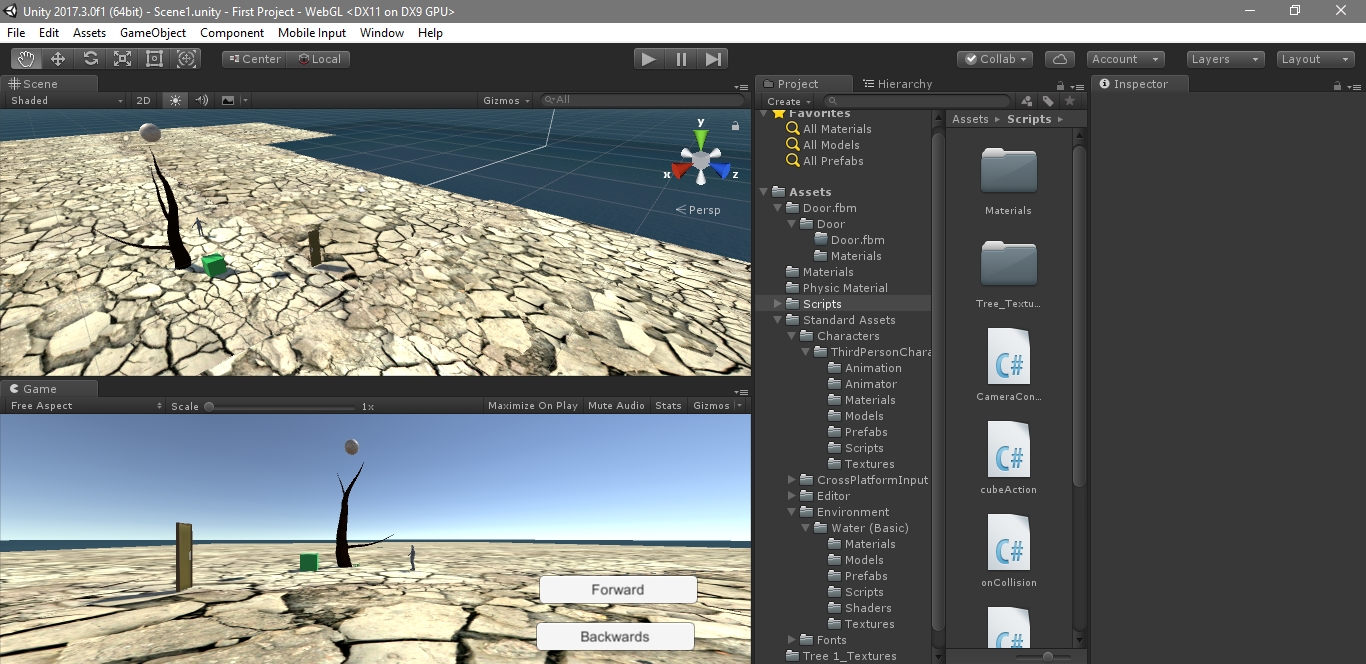 Unity 2017.3.0f1 (64bit) - Scene1.unity - First Project - WebGL <DX11 on DX9 GPU>
File Edit Assets GameObject Component Mobile Input Window Help
Center Local Collab Account Layers Layout
Scene
Shaded 2D Gizmos All
y
x
z
Persp
Game
Free Aspect Scale 1x Maximize On Play Mute Audio Stats Gizmos
Forward
Backwards
Project Hierarchy
Create
Favorites
All Materials
All Models
All Prefabs
Assets
Door.fbm
Door
Door.fbm
Materials
Materials
Physic Material
Scripts
Standard Assets
Characters
ThirdPersonChara
Animation
Animator
Materials
Models
Prefabs
Scripts
Textures
CrossPlatformInput
Editor
Environment
Water (Basic)
Materials
Models
Prefabs
Scripts
Shaders
Textures
Fonts
Tree 1_Textures
Assets Scripts
Materials
Tree_Textu...
C#
CameraCon...
C#
cubeAction
C#
onCollision
C#
Inspector